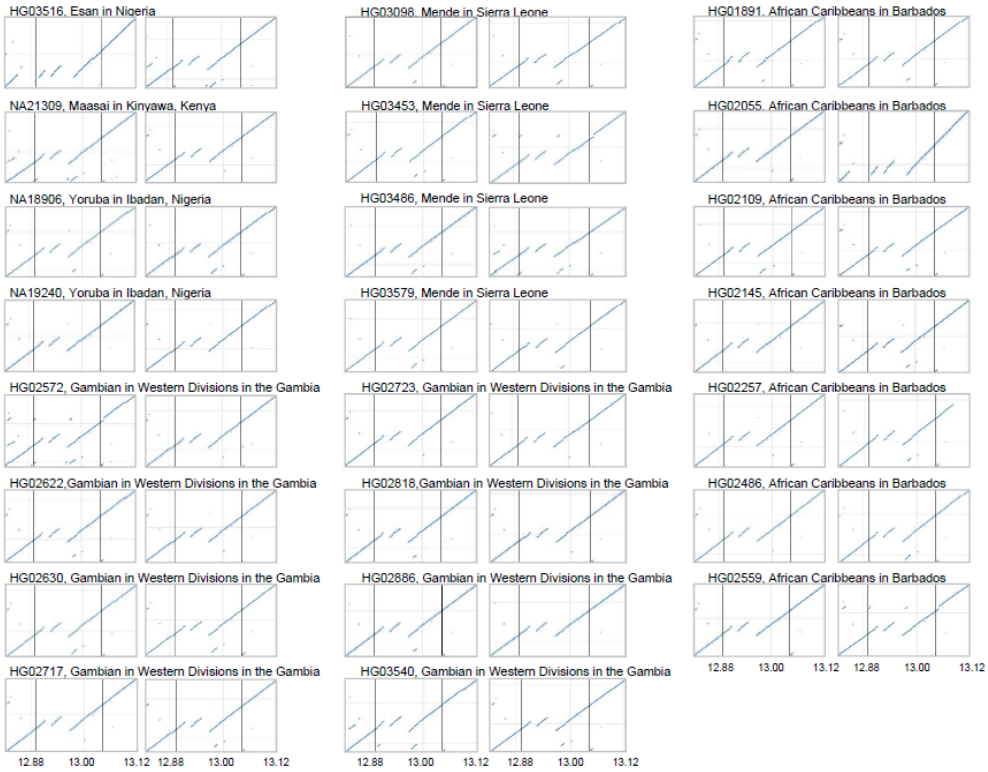 HG03516, Esan in Nigeria
NA21309, Maasai in Kinyawa, Kenya
NA18906, Yoruba in Ibadan, Nigeria
NA19240, Yoruba in Ibadan, Nigeria
HG02572, Gambian in Western Divisions in the Gambia
HG02622,Gambian in Western Divisions in the Gambia
HG02630, Gambian in Western Divisions in the Gambia
HG02717, Gambian in Western Divisions in the Gambia
12.88 13.00 13.12 12.88 13.00 13.12
HG03098, Mende in Sierra Leone
HG03453, Mende in Sierra Leone
HG03486, Mende in Sierra Leone
HG03579, Mende in Sierra Leone
HG02723, Gambian in Western Divisions in the Gambia
HG02818,Gambian in Western Divisions in the Gambia
HG02886, Gambian in Western Divisions in the Gambia
HG03540, Gambian in Western Divisions in the Gambia
12.88 13.00 13.12 12.88 13.00 13.12
HG01891, African Caribbeans in Barbados
HG02055, African Caribbeans in Barbados
HG02109, African Caribbeans in Barbados
HG02145, African Caribbeans in Barbados
HG02257, African Caribbeans in Barbados
HG02486, African Caribbeans in Barbados
HG02559, African Caribbeans in Barbados
12.88 13.00 13.12 12.88 13.00 13.12